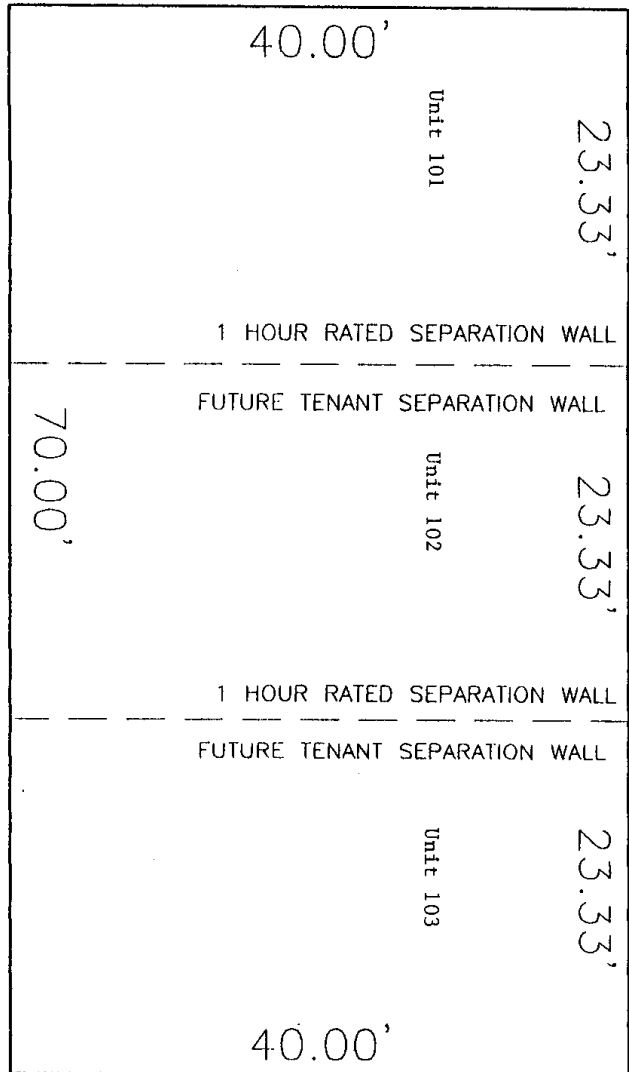 40.00'
Unit 101
23.33'
1 HOUR RATED SEPARATION WALL
FUTURE TENANT SEPARATION WALL
70.00'
Unit 102
23.33'
1 HOUR RATED SEPARATION WALL
FUTURE TENANT SEPARATION WALL
Unit 103
23.33'
40.00'